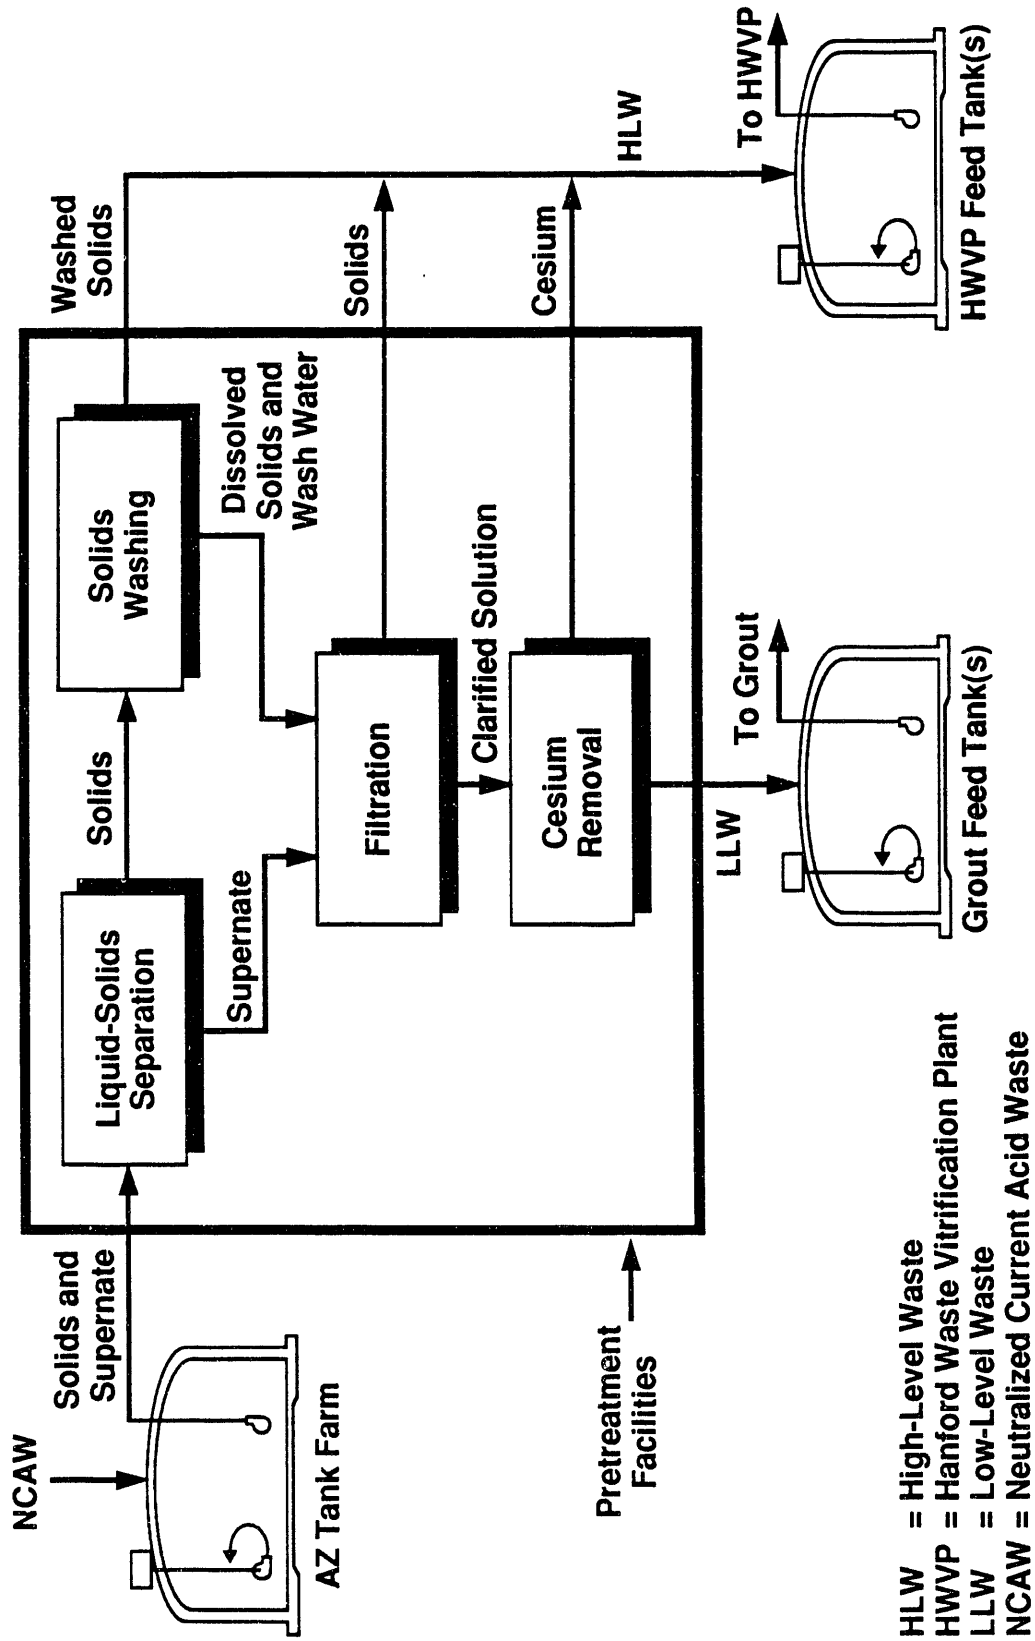 NCAW
AZ Tank Farm
Solids and
Supernate
Liquid-Solids
Separation
Solids
Solids
Washing
Washed
Solids
Supernate
Dissolved
Solids and
Wash Water
Filtration
Solids
Clarified Solution
Cesium
Removal
Cesium
HLW
LLW
Pretreatment
Facilities
To Grout
Grout Feed Tank(s)
To HWVP
HWVP Feed Tank(s)
HLW = High-Level Waste
HWVP = Hanford Waste Vitrification Plant
LLW = Low-Level Waste
NCAW = Neutralized Current Acid Waste